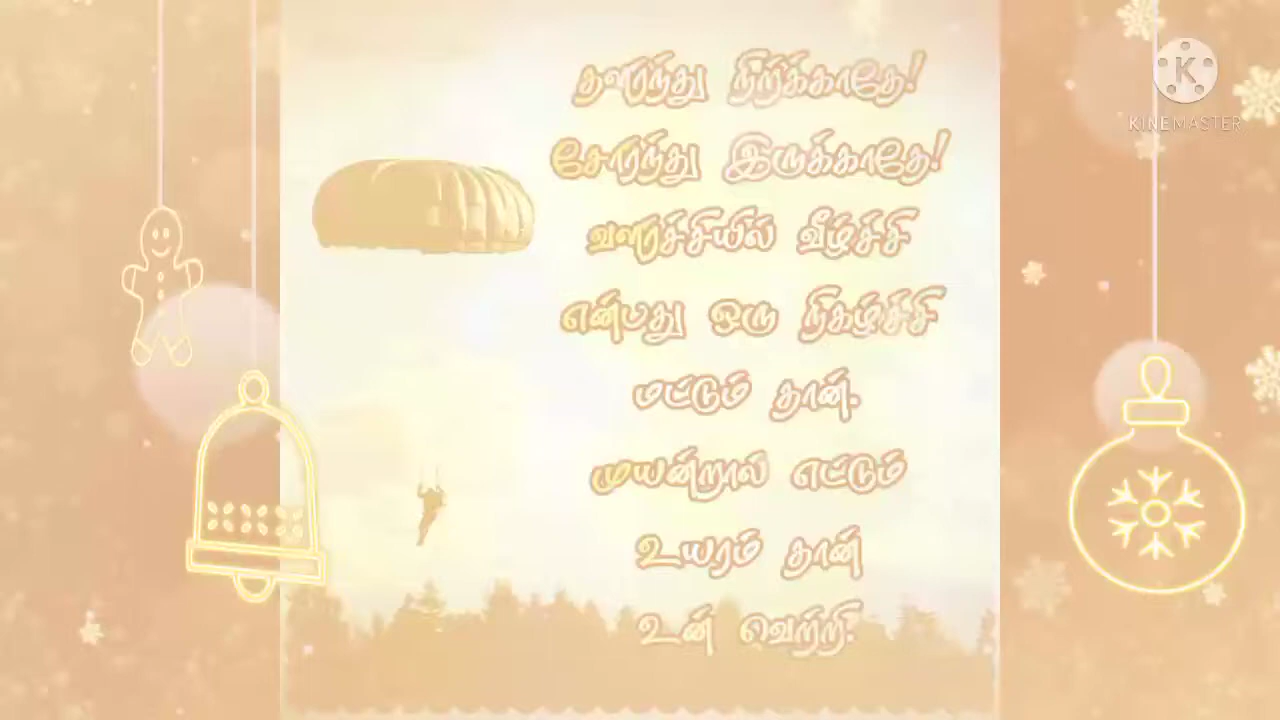 தளர்ந்து நிற்க்காதே!
சோர்ந்து இருக்காதே!
வளர்ச்சியில் வீழ்ச்சி
என்பது ஒரு நிகழ்ச்சி
மட்டும் தான்.
முயன்றால் எட்டும்
உயரம் தான்
உன் வெற்றி.
KINEMASTER